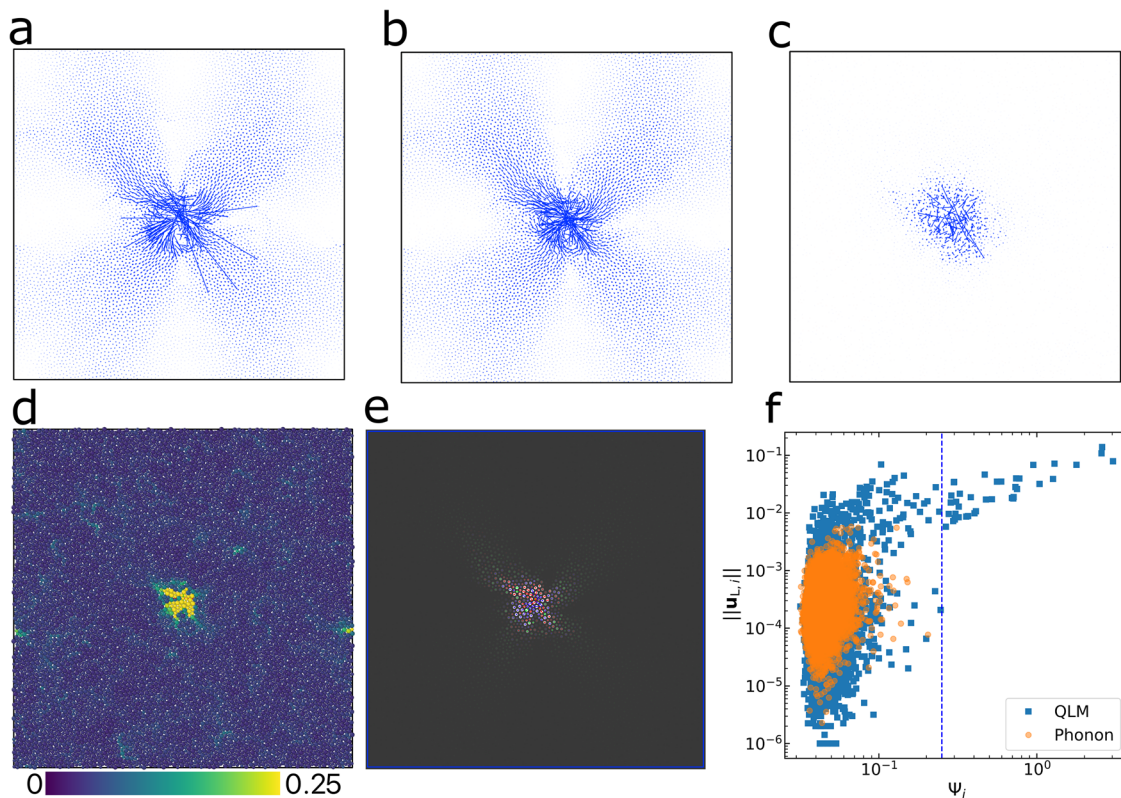 a
b
c
d
e
f
0
0.25
10⁻¹
10⁻²
10⁻³
10⁻⁴
10⁻⁵
10⁻⁶
||u_L,i||
QLM
Phonon
10⁻¹
10⁰
Ψ_i